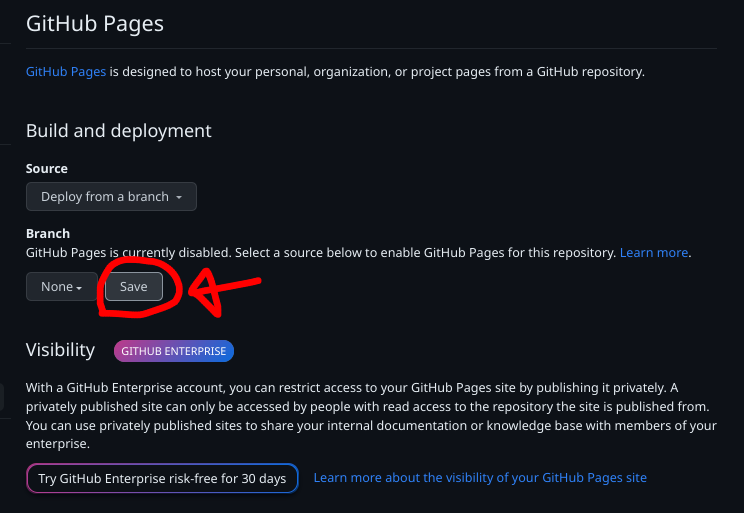 GitHub Pages
GitHub Pages is designed to host your personal, organization, or project pages from a GitHub repository.
Build and deployment
Source
Deploy from a branch
Branch
GitHub Pages is currently disabled. Select a source below to enable GitHub Pages for this repository. Learn more.
None Save
Visibility GITHUB ENTERPRISE
With a GitHub Enterprise account, you can restrict access to your GitHub Pages site by publishing it privately. A
privately published site can only be accessed by people with read access to the repository the site is published from.
You can use privately published sites to share your internal documentation or knowledge base with members of your
enterprise.
Try GitHub Enterprise risk-free for 30 days Learn more about the visibility of your GitHub Pages site